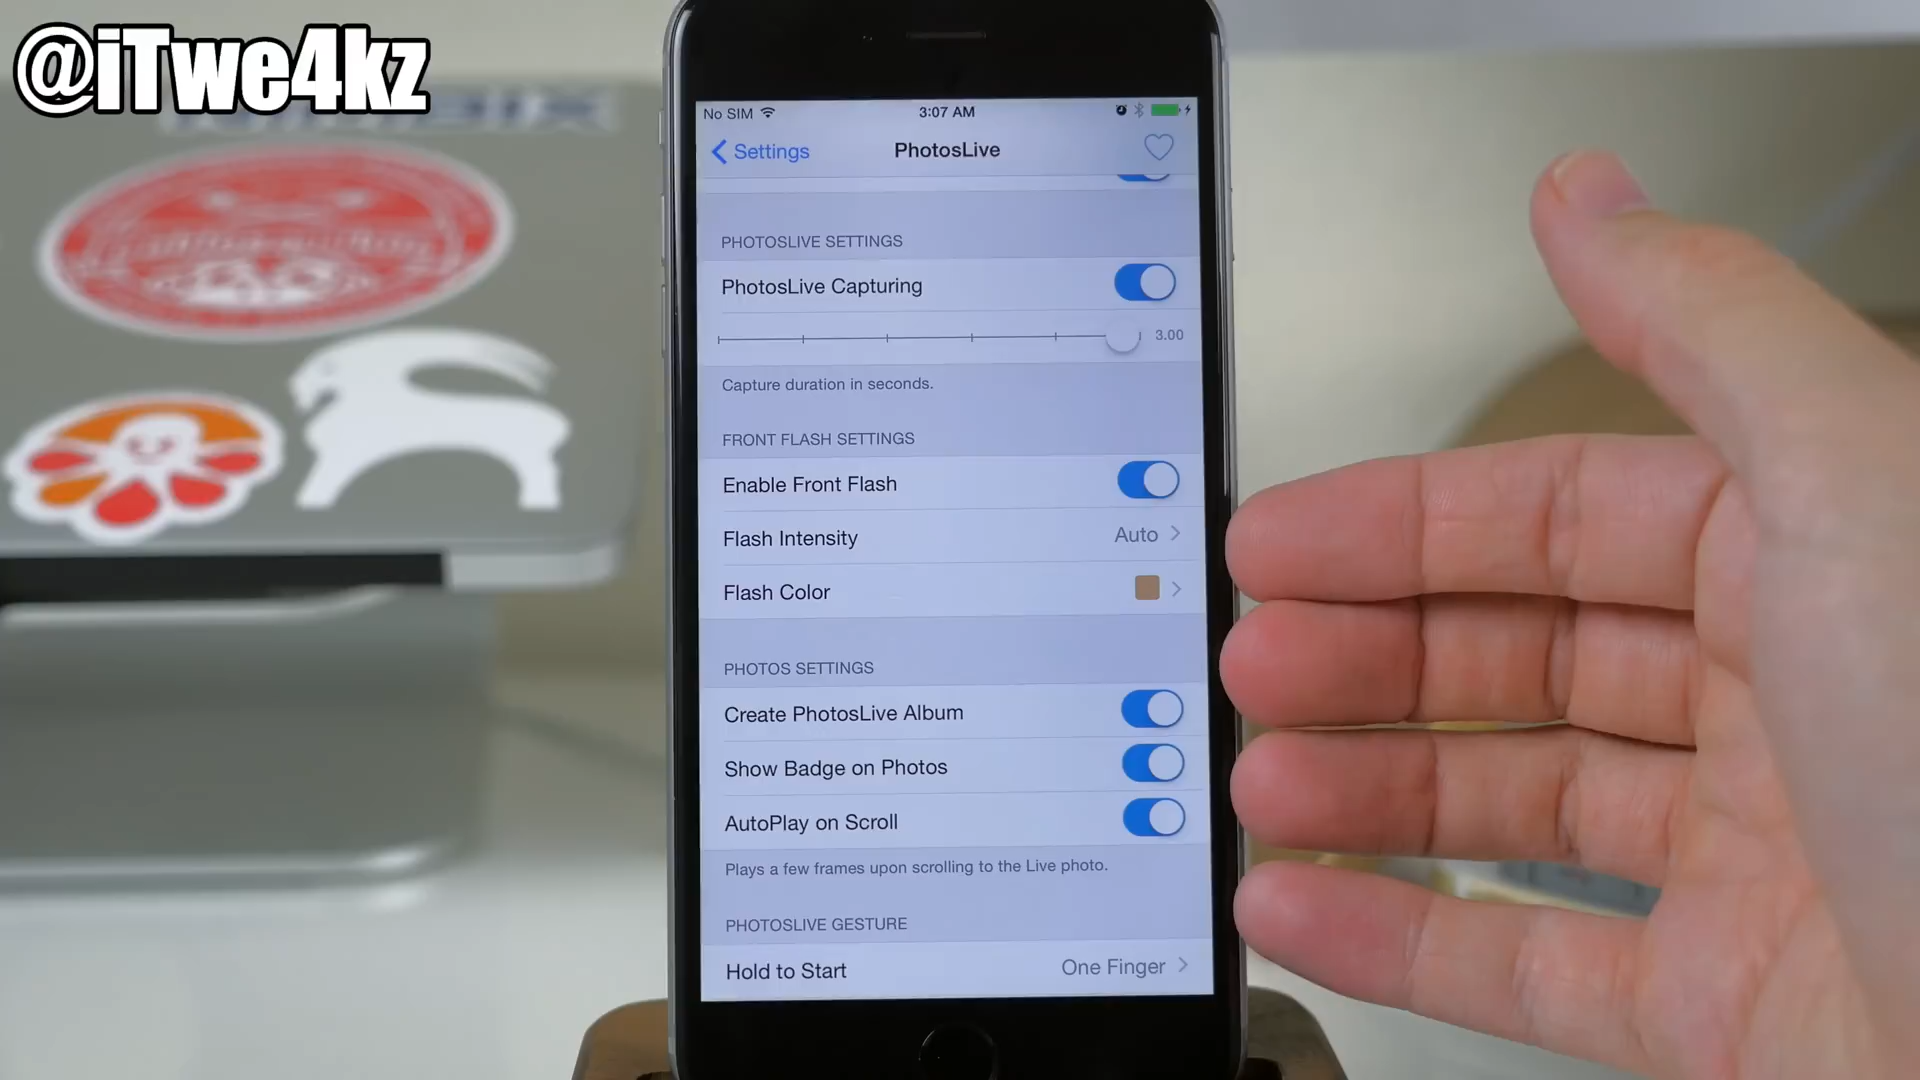 @iTwe4kz
No SIM 3:07 AM
Settings PhotosLive
PHOTOSLIVE SETTINGS
PhotosLive Capturing
3.00
Capture duration in seconds.
FRONT FLASH SETTINGS
Enable Front Flash
Flash Intensity Auto
Flash Color
PHOTOS SETTINGS
Create PhotosLive Album
Show Badge on Photos
AutoPlay on Scroll
Plays a few frames upon scrolling to the Live photo.
PHOTOSLIVE GESTURE
Hold to Start One Finger